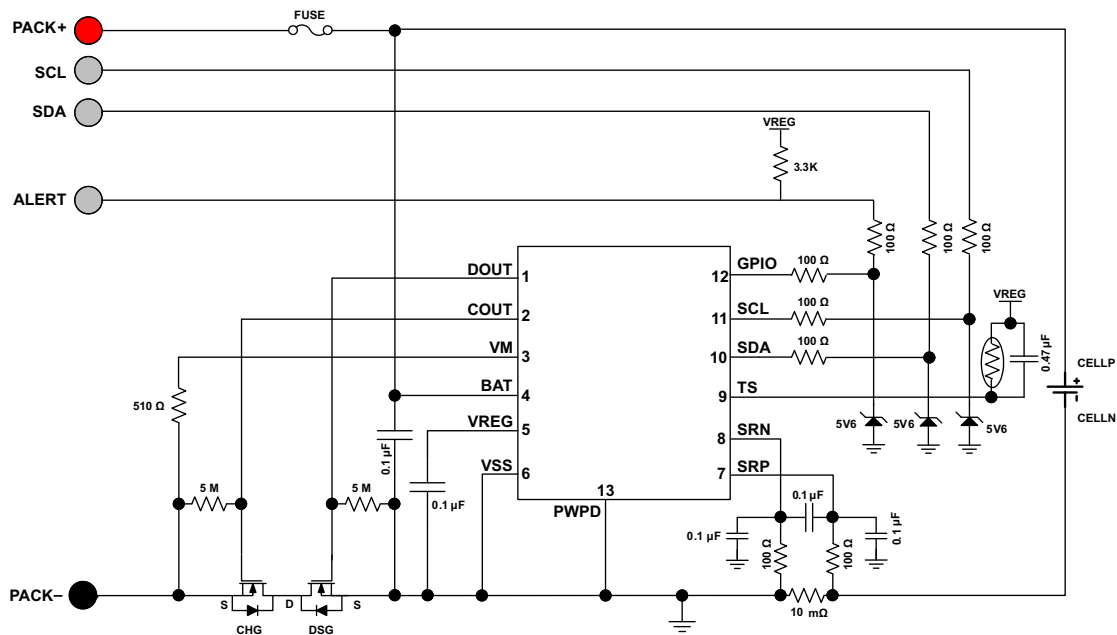 FUSE
PACK+
SCL
SDA
VREG
3.3K
ALERT
100 Ω
100 Ω
100 Ω
DOUT
1
COUT
2
VM
3
BAT
4
VREG
5
VSS
6
GPIO
12
100 Ω
SCL
11
100 Ω
SDA
10
100 Ω
TS
9
SRN
8
SRP
7
13
PWPD
VREG
0.47 µF
CELLP
+
-
CELLN
5V6
5V6
5V6
510 Ω
0.1 µF
0.1 µF
5 M
5 M
0.1 µF
0.1 µF
0.1 µF
100 Ω
100 Ω
10 mΩ
PACK–
S
D
S
CHG
DSG